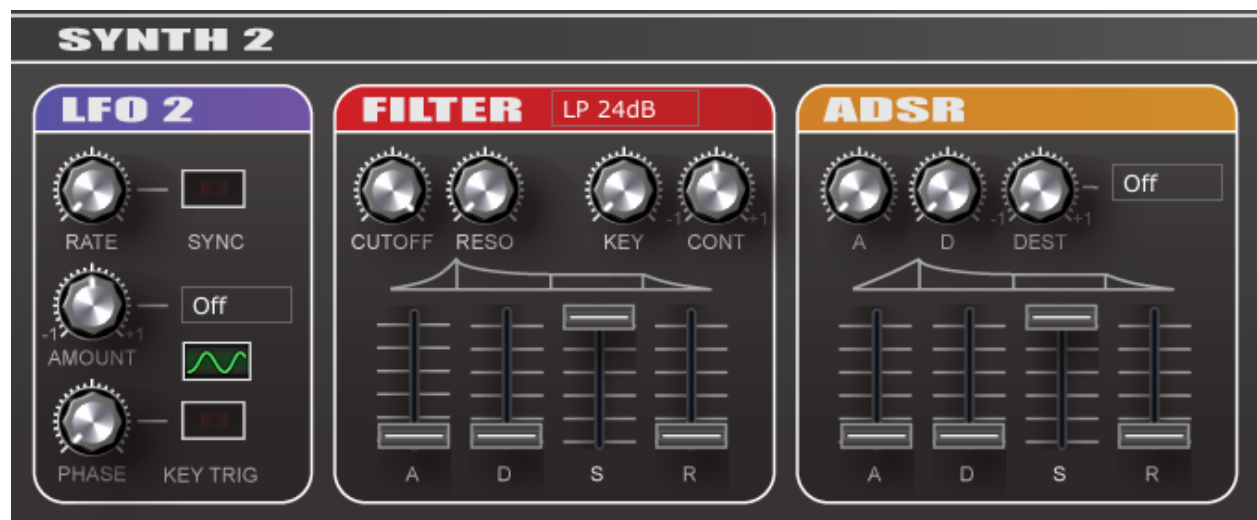 SYNTH 2
LFO 2
RATE
SYNC
Off
-1 +1
AMOUNT
PHASE
KEY TRIG
FILTER LP 24dB
CUTOFF RESO KEY -1 CONT +1
A D S R
ADSR
Off
A D -1 DEST +1
A D S R